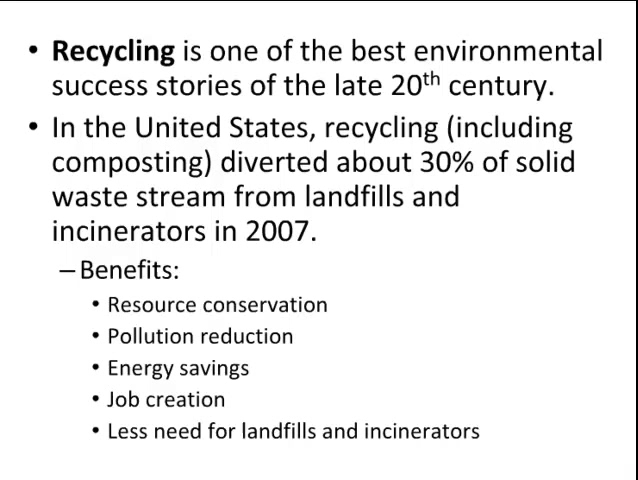 • Recycling is one of the best environmental
success stories of the late 20th century.
• In the United States, recycling (including
composting) diverted about 30% of solid
waste stream from landfills and
incinerators in 2007.
– Benefits:
• Resource conservation
• Pollution reduction
• Energy savings
• Job creation
• Less need for landfills and incinerators